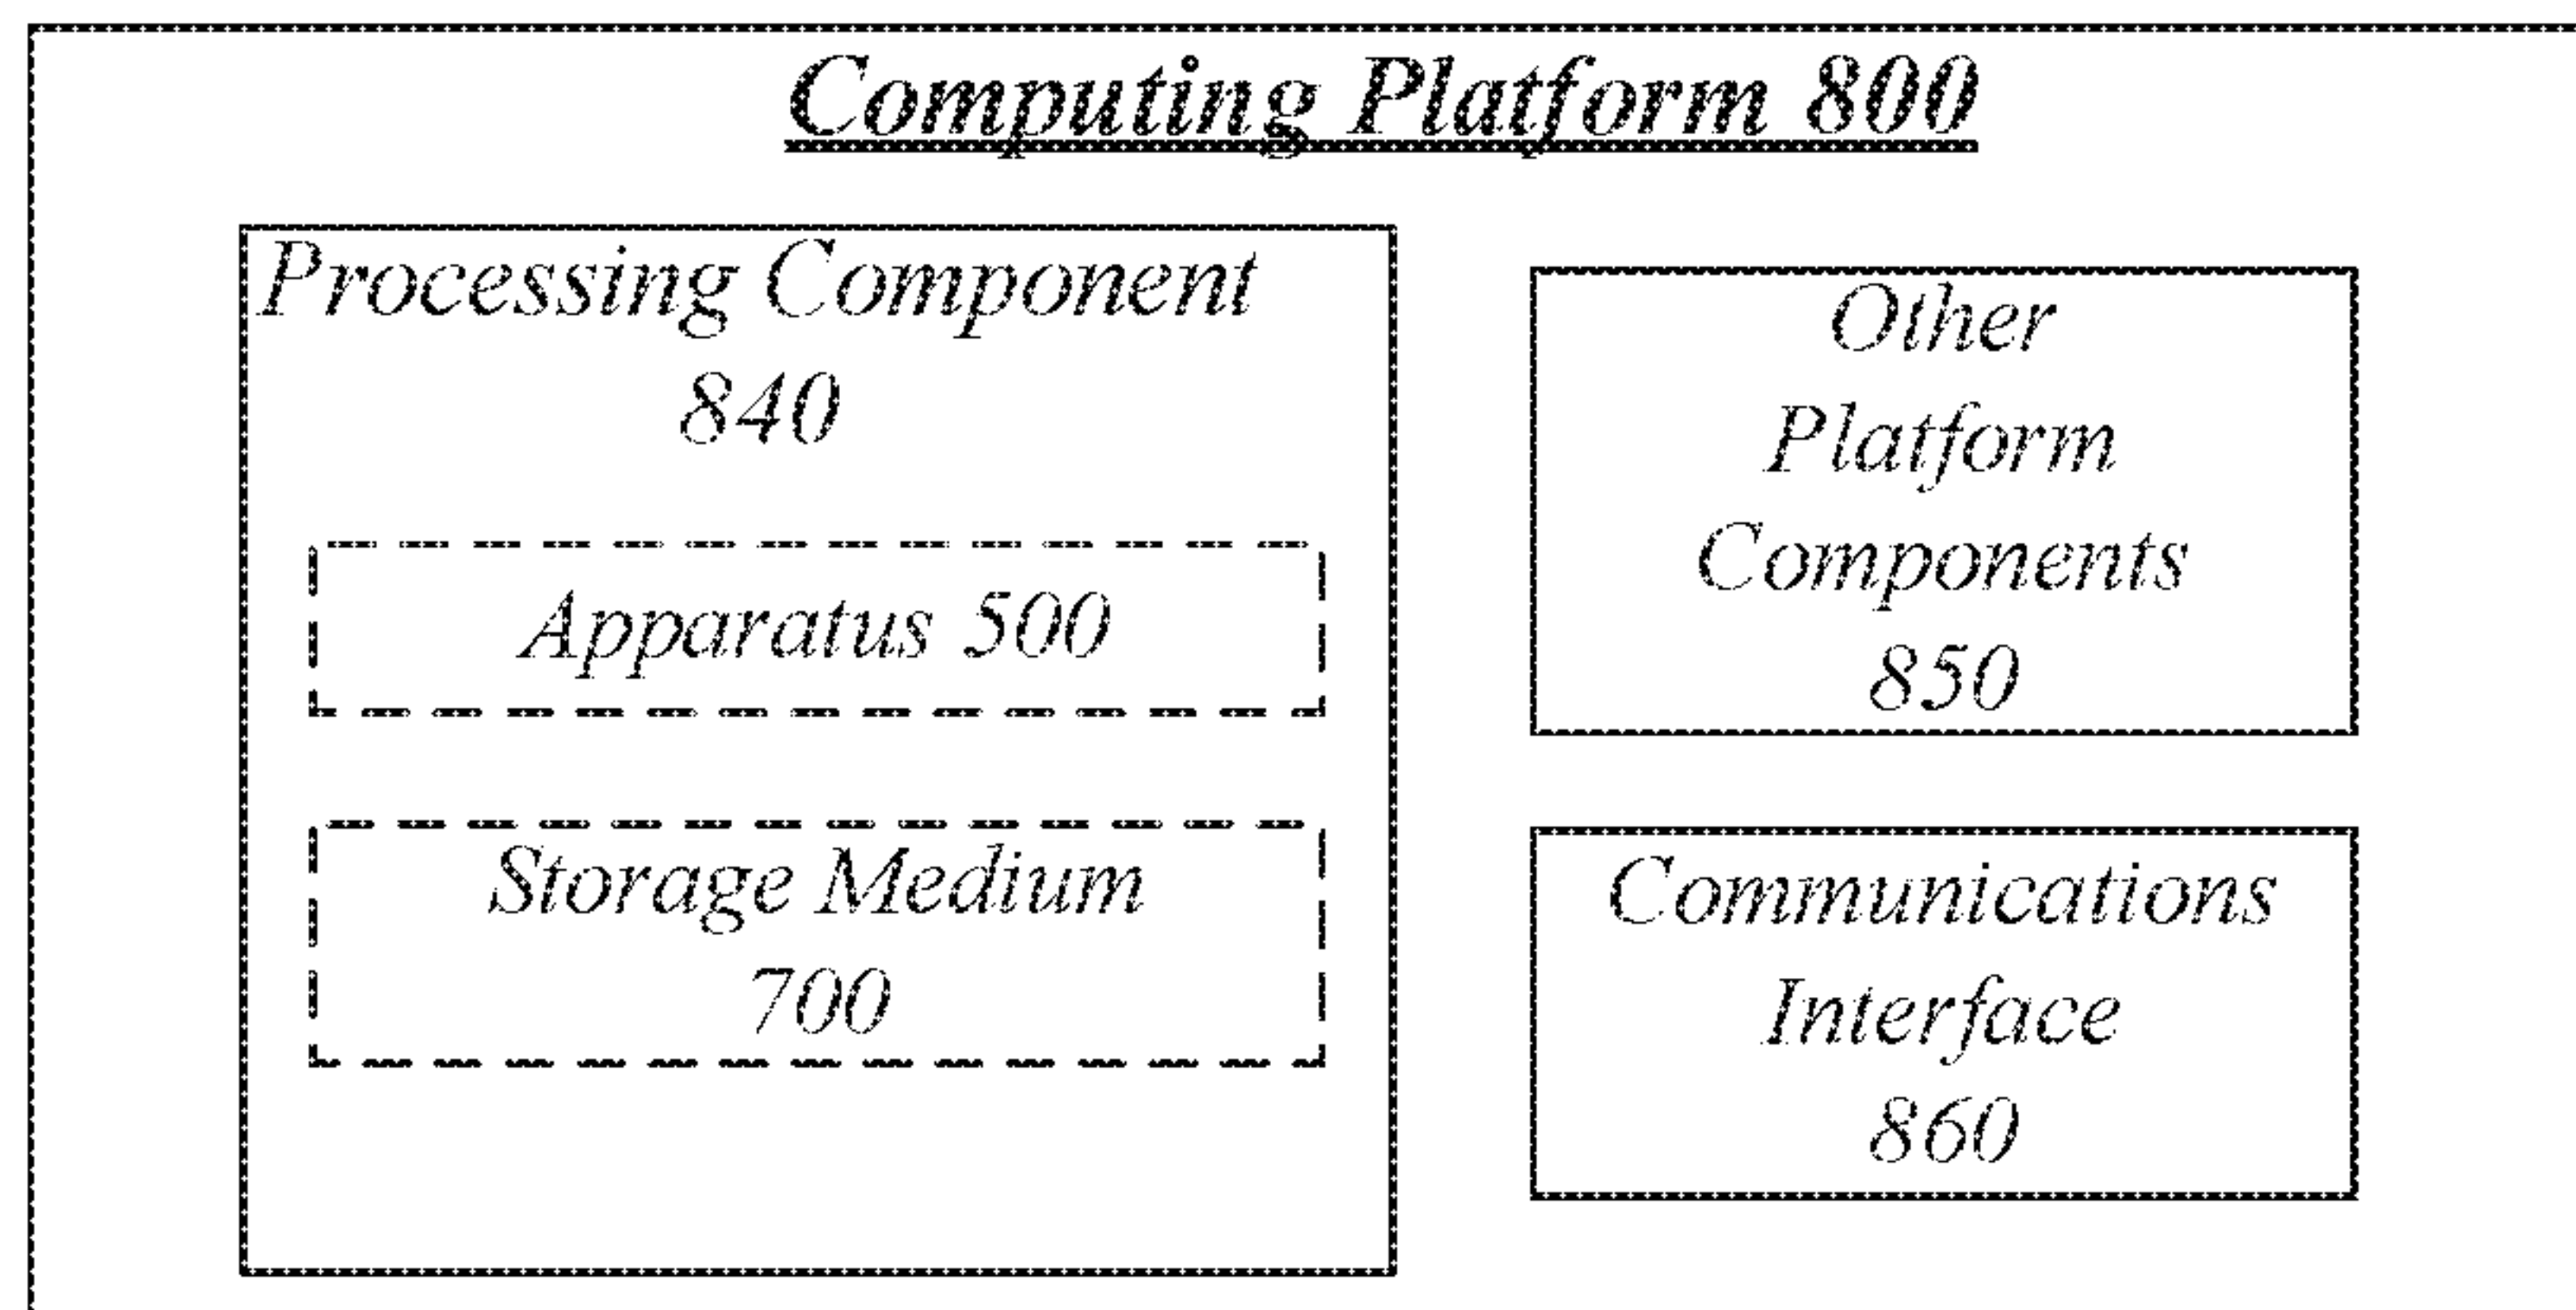 Computing Platform 800
Processing Component
840
Apparatus 500
Storage Medium
700
Other
Platform
Components
850
Communications
Interface
860